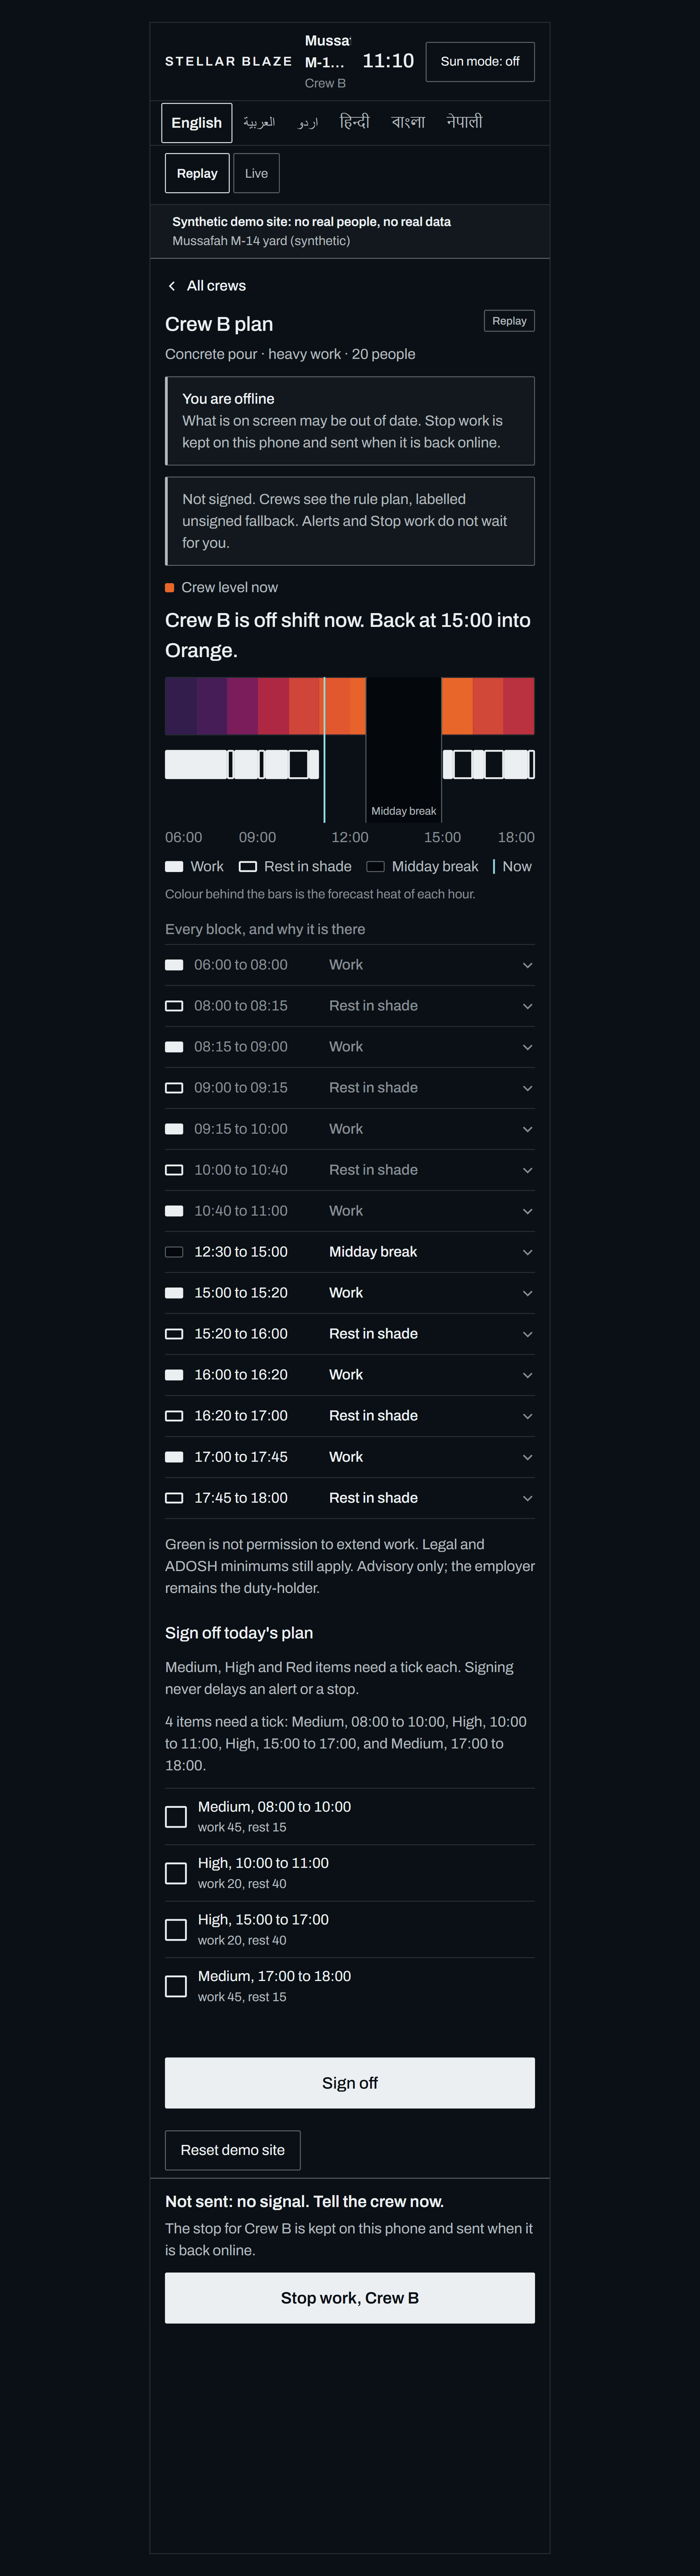 STELLAR BLAZE
M-1...
Crew B
11:10
Sun mode: off
English
العربية
اردو
हिन्दी
বাংলা
नेपाली
Replay
Live
Synthetic demo site: no real people, no real data
Mussafah M-14 yard (synthetic)
All crews
Crew B plan
Replay
Concrete pour · heavy work · 20 people
You are offline
What is on screen may be out of date. Stop work is
kept on this phone and sent when it is back online.
Not signed. Crews see the rule plan, labelled
unsigned fallback. Alerts and Stop work do not wait
for you.
Crew level now
Crew B is off shift now. Back at 15:00 into
Orange.
Midday break
06:00 09:00 12:00 15:00 18:00
Work Rest in shade Midday break Now
Colour behind the bars is the forecast heat of each hour.
Every block, and why it is there
06:00 to 08:00 Work
08:00 to 08:15 Rest in shade
08:15 to 09:00 Work
09:00 to 09:15 Rest in shade
09:15 to 10:00 Work
10:00 to 10:40 Rest in shade
10:40 to 11:00 Work
12:30 to 15:00 Midday break
15:00 to 15:20 Work
15:20 to 16:00 Rest in shade
16:00 to 16:20 Work
16:20 to 17:00 Rest in shade
17:00 to 17:45 Work
17:45 to 18:00 Rest in shade
Green is not permission to extend work. Legal and
ADOSH minimums still apply. Advisory only; the employer
remains the duty-holder.
Sign off today's plan
Medium, High and Red items need a tick each. Signing
never delays an alert or a stop.
4 items need a tick: Medium, 08:00 to 10:00, High, 10:00
to 11:00, High, 15:00 to 17:00, and Medium, 17:00 to
18:00.
Medium, 08:00 to 10:00
work 45, rest 15
High, 10:00 to 11:00
work 20, rest 40
High, 15:00 to 17:00
work 20, rest 40
Medium, 17:00 to 18:00
work 45, rest 15
Sign off
Reset demo site
Not sent: no signal. Tell the crew now.
The stop for Crew B is kept on this phone and sent when it
is back online.
Stop work, Crew B